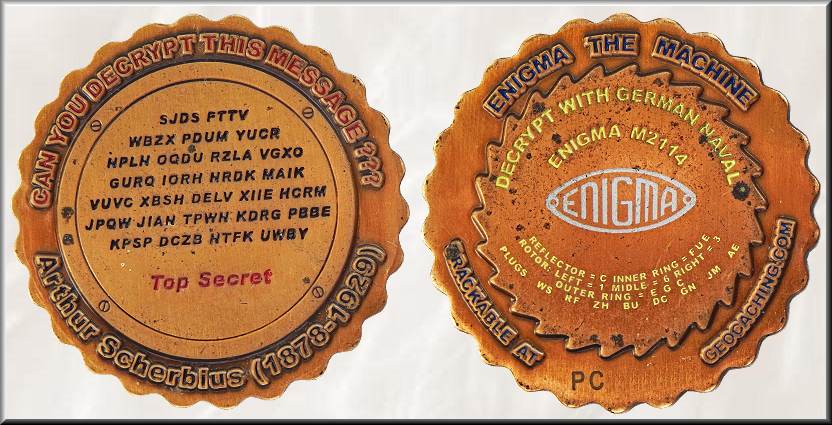 CAN YOU DECRYPT THIS MESSAGE ???
SJDS FTTV
WBZX PDUM YUCR
HPLH OQDU RZLA VGXO
GURQ IORH HRDK MAIK
VUVC XBSH DELV XIIE HCRM
JPQW JIAN TPWN KDRG PBBE
KPSP DCZB HTFK UWBY
Top Secret
Arthur Scherbius (1878-1929)
ENIGMA THE MACHINE
DECRYPT WITH GERMAN NAVAL
ENIGMA M2114
ENIGMA
REFLECTOR = C INNER RING = FUE
ROTOR: LEFT = 1 MIDLE = 6 RIGHT = 3
OUTER RING = E G C
PLUGS WS KF ZH BU DC GN JM AE
TRACKABLE AT
GEOCACHING.COM
PC